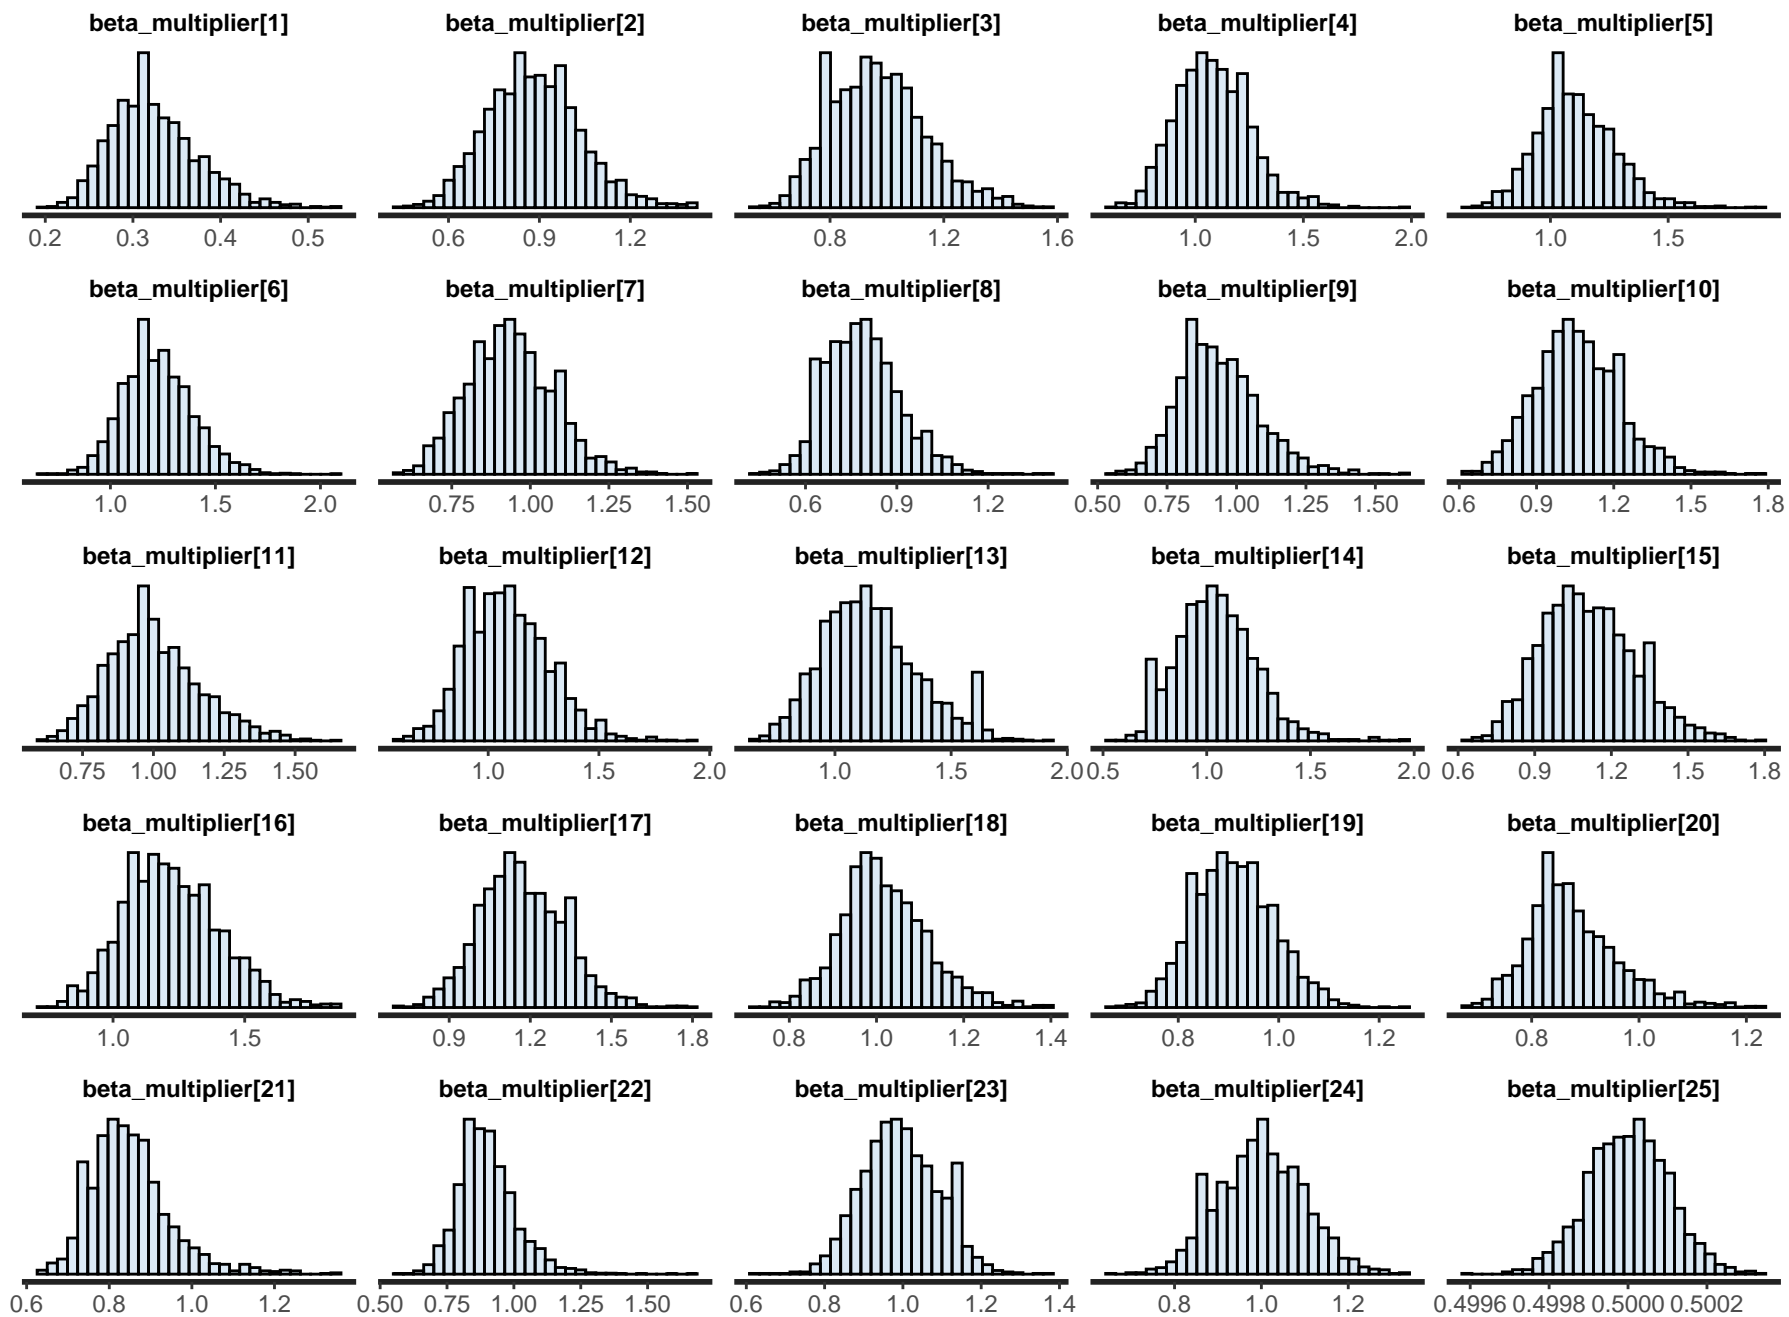 beta_multiplier[1] beta_multiplier[2] beta_multiplier[3] beta_multiplier[4] beta_multiplier[5]
0.2 0.3 0.4 0.5 0.6 0.9 1.2 0.8 1.2 1.6 1.0 1.5 2.0 1.0 1.5
beta_multiplier[6] beta_multiplier[7] beta_multiplier[8] beta_multiplier[9] beta_multiplier[10]
1.0 1.5 2.0 0.75 1.00 1.25 1.50 0.6 0.9 1.2 0.50 0.75 1.00 1.25 1.50 0.6 0.9 1.2 1.5 1.8
beta_multiplier[11] beta_multiplier[12] beta_multiplier[13] beta_multiplier[14] beta_multiplier[15]
0.75 1.00 1.25 1.50 1.0 1.5 2.0 1.0 1.5 2.0 0.5 1.0 1.5 2.0 0.6 0.9 1.2 1.5 1.8
beta_multiplier[16] beta_multiplier[17] beta_multiplier[18] beta_multiplier[19] beta_multiplier[20]
1.0 1.5 0.9 1.2 1.5 1.8 0.8 1.0 1.2 1.4 0.8 1.0 1.2 0.8 1.0 1.2
beta_multiplier[21] beta_multiplier[22] beta_multiplier[23] beta_multiplier[24] beta_multiplier[25]
0.6 0.8 1.0 1.2 0.50 0.75 1.00 1.25 1.50 0.6 0.8 1.0 1.2 1.4 0.8 1.0 1.2 0.4996 0.4998 0.5000 0.5002